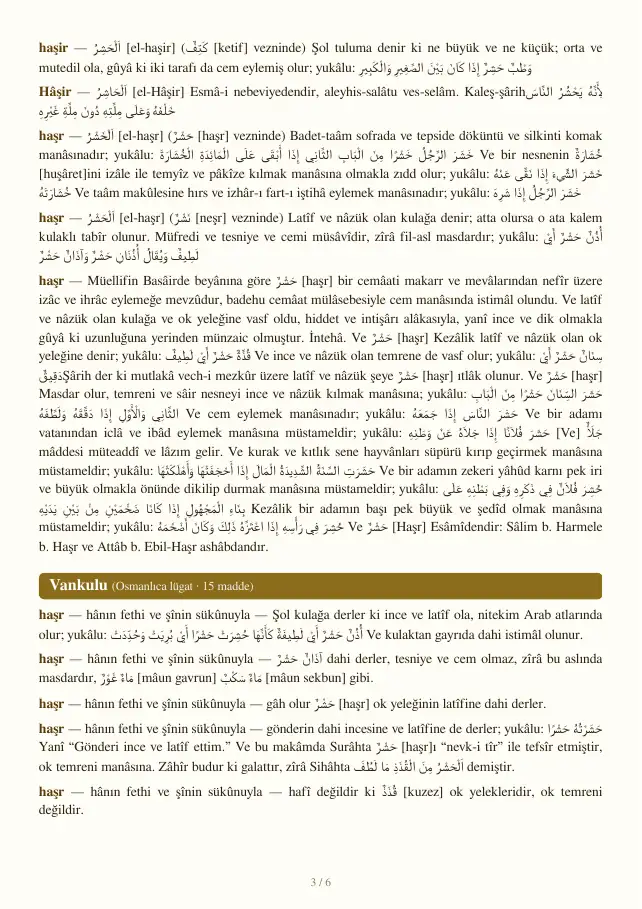 haşir — اَلْحَشِرُ [el-haşir] (كَتِفٌ [ketif] vezninde) Şol tuluma denir ki ne büyük ve ne küçük; orta ve
mutedil ola, gûyâ ki iki tarafı da cem eylemiş olur; yukâlu: وَطْبٌ حَشِرٌ إِذَا كَانَ بَيْنَ الصَّغِيرِ وَالْكَبِيرِ
Hâşir — اَلْحَاشِرُ [el-Hâşir] Esmâ-i nebeviyedendir, aleyhis-salâtu ves-selâm. Kaleş-şârih لِأَنَّهُ يَحْشُرُ النَّاسَ
خَلْفَهُ وَعَلَى مِلَّتِهِ دُونَ مِلَّةِ غَيْرِهِ
haşr — اَلْخَشْرُ [el-haşr] (حَشْرٌ [haşr] vezninde) Badet-taâm sofrada ve tepside döküntü ve silkinti komak
manâsınadır; yukâlu: خَشَرَ الرَّجُلُ خَشْرًا مِنَ الْبَابِ الثَّانِي إِذَا أَبْقَى عَلَى الْمَائِدَةِ الْخُشَارَةَ Ve bir nesnenin خُشَارَةٌ
[huşâret]ini izâle ile temyîz ve pâkîze kılmak manâsına olmakla zıdd olur; yukâlu: خَشَرَ الشَّيْءَ إِذَا نَقَّى عَنْهُ
خُشَارَتَهُ Ve taâm makûlesine hırs ve izhâr-ı fart-ı iştihâ eylemek manâsınadır; yukâlu: خَشَرَ الرَّجُلُ إِذَا شَرِهَ
haşr — اَلْحَشْرُ [el-haşr] (نَشْرٌ [neşr] vezninde) Latîf ve nâzük olan kulağa denir; atta olursa o ata kalem
kulaklı tabîr olunur. Müfredi ve tesniye ve cemi müsâvîdir, zîrâ fil-asl masdardır; yukâlu: أُذُنٌ حَشْرٌ أَيْ
لَطِيفٌ وَيُقَالُ أُذُنَانِ حَشْرٌ وَآذَانٌ حَشْرٌ
haşr — Müellifin Basâirde beyânına göre حَشْرٌ [haşr] bir cemâati makarr ve mevâlarından nefîr üzere
izâc ve ihrâc eylemeğe mevzûdur, badehu cemâat mülâsebesiyle cem manâsında istimâl olundu. Ve latîf
ve nâzük olan kulağa ve ok yeleğine vasf oldu, hiddet ve intişârı alâkasıyla, yanî ince ve dik olmakla
gûyâ ki uzunluğuna yerinden münzaic olmuştur. İntehâ. Ve حَشْرٌ [haşr] Kezâlik latîf ve nâzük olan ok
yeleğine denir; yukâlu: قُذَّةٌ حَشْرٌ أَيْ لَطِيفٌ Ve ince ve nâzük olan temrene de vasf olur; yukâlu: سِنَانٌ حَشْرٌ أَيْ
دَقِيقٌ Şârih der ki mutlakâ vech-i mezkûr üzere latîf ve nâzük şeye حَشْرٌ [haşr] ıtlâk olunur. Ve حَشْرٌ [haşr]
Masdar olur, temreni ve sâir nesneyi ince ve nâzük kılmak manâsına; yukâlu: حَشَرَ السِّنَانَ حَشْرًا مِنَ الْبَابِ
الثَّانِي وَالْأَوَّلِ إِذَا دَقَّقَهُ وَلَطَّفَهُ Ve cem eylemek manâsınadır; yukâlu: حَشَرَ النَّاسَ إِذَا جَمَعَهُ Ve bir adamı
vatanından iclâ ve ibâd eylemek manâsına müstameldir; yukâlu: حَشَرَ فُلَانًا إِذَا جَلَاهُ عَنْ وَطَنِهِ [Ve] جَلَأٌ
mâddesi müteaddî ve lâzım gelir. Ve kurak ve kıtlık sene hayvânları süpürü kırıp geçirmek manâsına
müstameldir; yukâlu: حَشَرَتِ السَّنَةُ الشَّدِيدَةُ الْمَالَ إِذَا أَجْحَفَتْهَا وَأَهْلَكَتْهَا Ve bir adamın zekeri yâhûd karnı pek iri
ve büyük olmakla önünde dikilip durmak manâsına müstameldir; yukâlu: حُشِرَ فُلَانٌ فِي ذَكَرِهِ وَفِي بَطْنِهِ عَلَى
بِنَاءِ الْمَجْهُولِ إِذَا كَانَا ضَخْمَيْنِ مِنْ بَيْنِ يَدَيْهِ Kezâlik bir adamın başı pek büyük ve şedîd olmak manâsına
müstameldir; yukâlu: حُشِرَ فِي رَأْسِهِ إِذَا اعْتَزَّهُ ذَلِكَ وَكَانَ أَضْخَمَهُ Ve حَشْرٌ [Haşr] Esâmîdendir: Sâlim b. Harmele
b. Haşr ve Attâb b. Ebil-Haşr ashâbdandır.
Vankulu (Osmanlıca lügat · 15 madde)
haşr — hânın fethi ve şînin sükûnuyla — Şol kulağa derler ki ince ve latîf ola, nitekim Arab atlarında
olur; yukâlu: أُذُنٌ حَشْرٌ أَيْ لَطِيفَةٌ كَأَنَّهَا حُشِرَتْ حَشْرًا أَيْ بُرِيَتْ وَحُدِّدَتْ Ve kulaktan gayrıda dahi istimâl olunur.
haşr — hânın fethi ve şînin sükûnuyla — آذَانٌ حَشْرٌ dahi derler, tesniye ve cem olmaz, zîrâ bu aslında
masdardır, مَاءٌ غَوْرٌ [mâun gavrun] مَاءٌ سَكْبٌ [mâun sekbun] gibi.
haşr — hânın fethi ve şînin sükûnuyla — gâh olur حَشْرٌ [haşr] ok yeleğinin latîfine dahi derler.
haşr — hânın fethi ve şînin sükûnuyla — gönderin dahi incesine ve latîfine de derler; yukâlu: حَشَرْتُهُ حَشْرًا
Yanî “Gönderi ince ve latîf ettim.” Ve bu makâmda Surâhta حَشْرٌ [haşr]ı “nevk-i tîr” ile tefsîr etmiştir,
ok temreni manâsına. Zâhîr budur ki galattır, zîrâ Sihâhta اَلْحَشْرُ مِنَ الْقُذَذِ مَا لَطُفَ demiştir.
haşr — hânın fethi ve şînin sükûnuyla — hafî değildir ki قُذَذٌ [kuzez] ok yelekleridir, ok temreni
değildir.
3 / 6